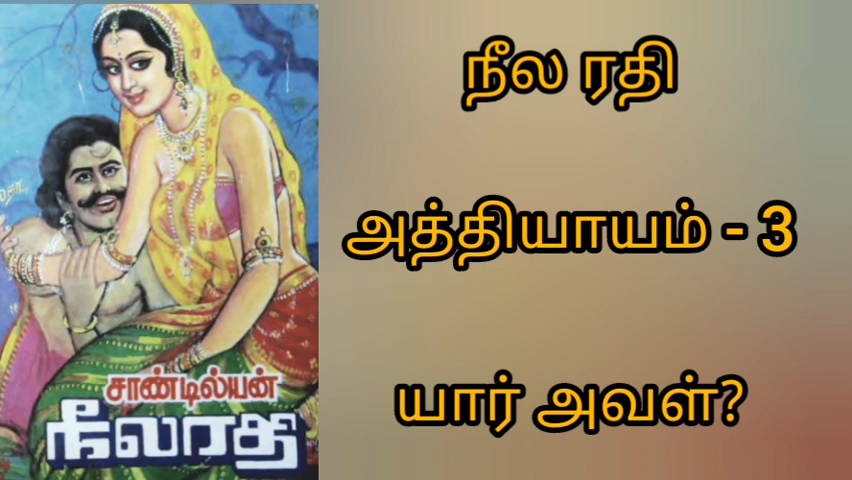 சாண்டில்யன்
நீலரதி
நீல ரதி
அத்தியாயம் - 3
யார் அவள்?